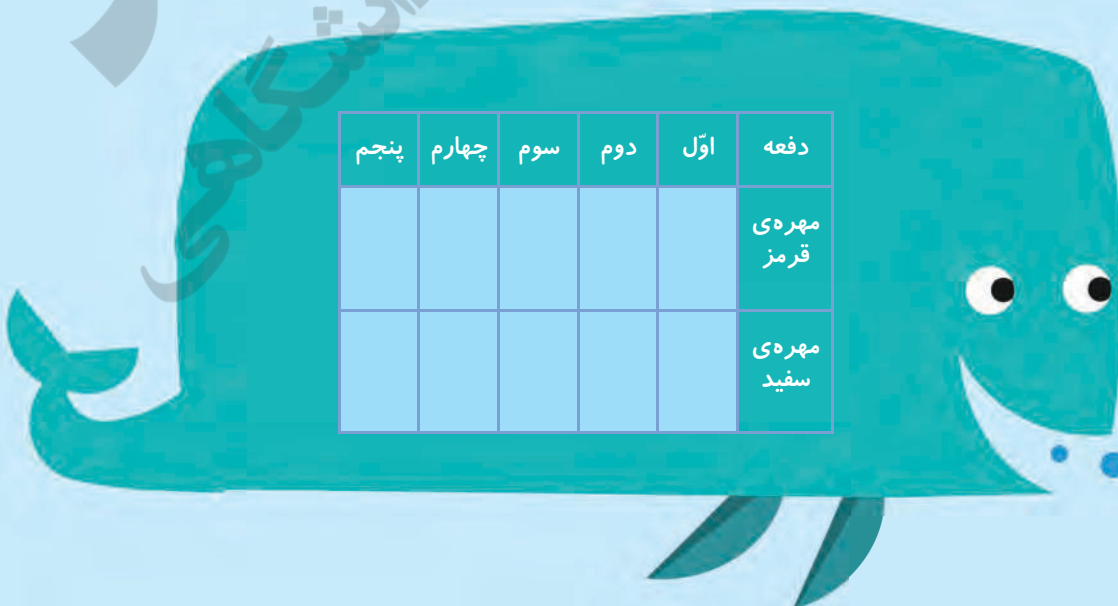 دفعه اوّل دوم سوم چهارم پنجم
مهره‌ی
قرمز
مهره‌ی
سفید